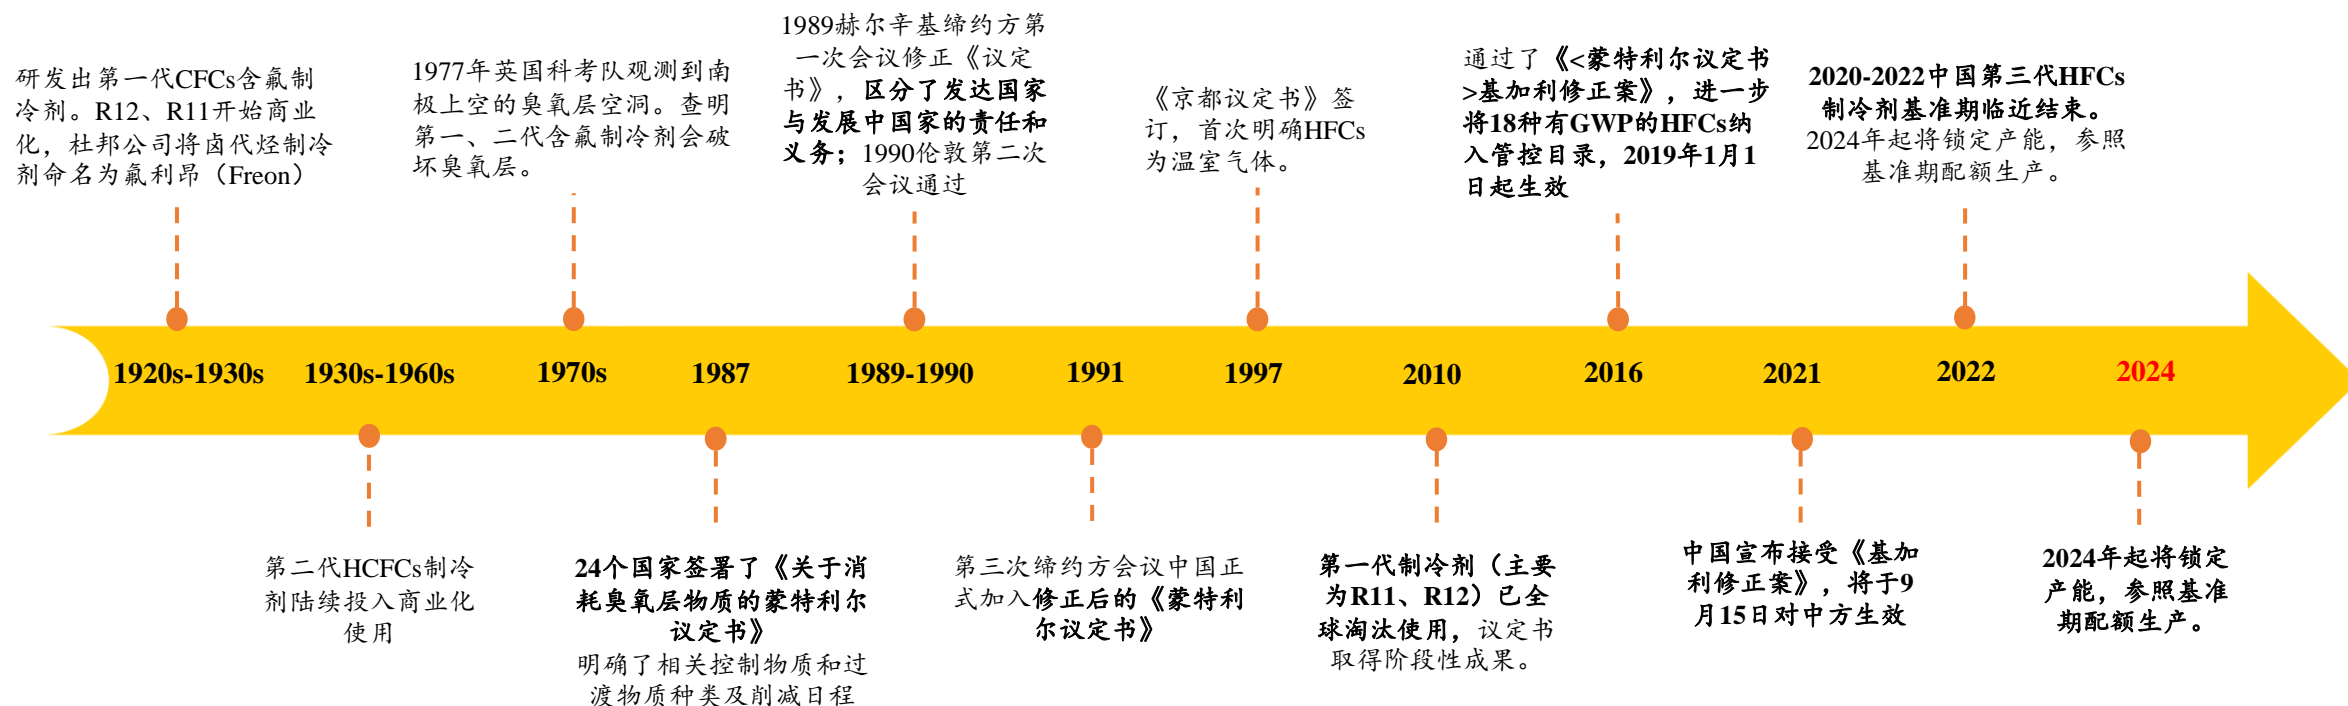 研发出第一代CFCs含氟制
冷剂。R12、R11开始商业
化，杜邦公司将卤代烃制冷
剂命名为氟利昂（Freon）
1977年英国科考队观测到南
极上空的臭氧层空洞。查明
第一、二代含氟制冷剂会破
坏臭氧层。
1989赫尔辛基缔约方第
一次会议修正《议定
书》，区分了发达国家
与发展中国家的责任和
义务；1990伦敦第二次
会议通过
《京都议定书》签
订，首次明确HFCs
为温室气体。
通过了《<蒙特利尔议定书
>基加利修正案》，进一步
将18种有GWP的HFCs纳
入管控目录，2019年1月1
日起生效
2020-2022中国第三代HFCs
制冷剂基准期临近结束。
2024年起将锁定产能，参照
基准期配额生产。
1920s-1930s
1930s-1960s
1970s
1987
1989-1990
1991
1997
2010
2016
2021
2022
2024
第二代HCFCs制冷
剂陆续投入商业化
使用
24个国家签署了《关于消
耗臭氧层物质的蒙特利尔
议定书》
明确了相关控制物质和过
渡物质种类及削减日程
第三次缔约方会议中国正
式加入修正后的《蒙特利
尔议定书》
第一代制冷剂（主要
为R11、R12）已全
球淘汰使用，议定书
取得阶段性成果。
中国宣布接受《基加
利修正案》，将于9
月15日对中方生效
2024年起将锁定
产能，参照基准
期配额生产。